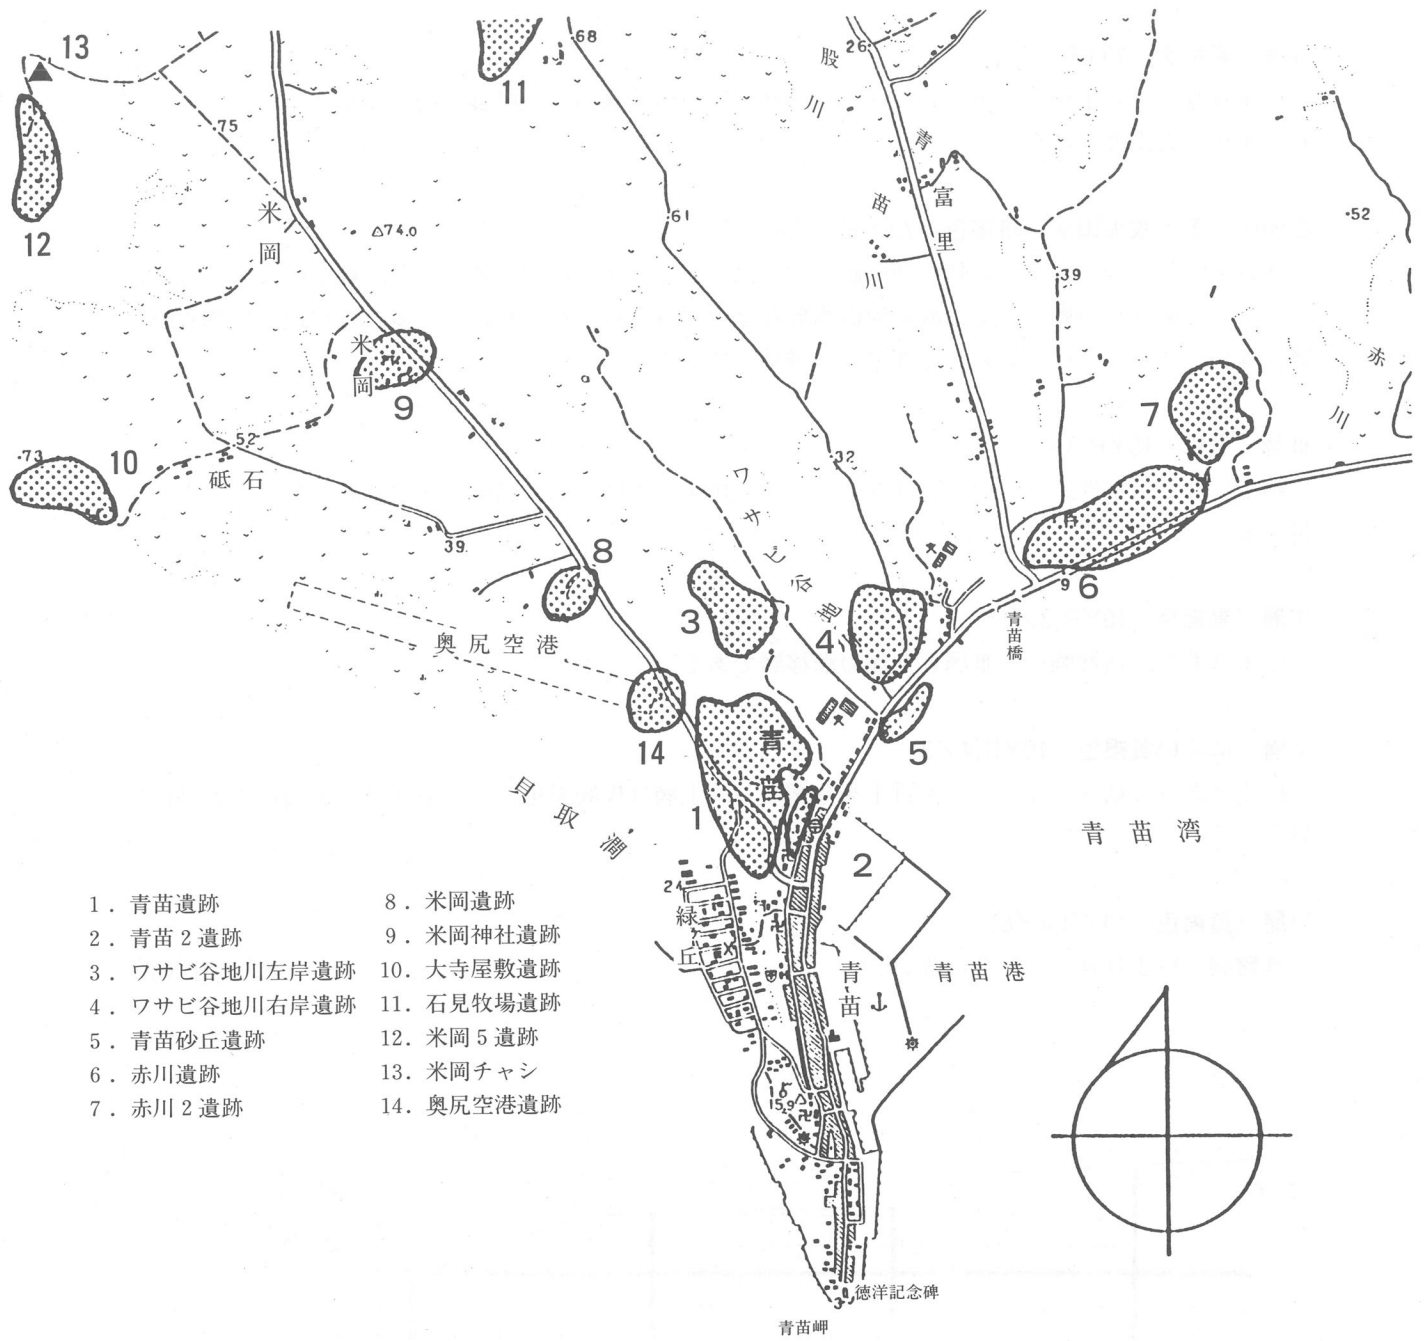 13
11
68
26
股川
75
青苗川
富里
12
米岡
△74.0
61
52
39
赤川
米岡
9
7
73
10
52
砥石
32
ワサビ谷地川
39
8
9
6
3
4
青苗橋
奥尻空港
14
5
青苗
貝取澗
1
2
青苗湾
24
緑丘
青苗
青苗港
1．青苗遺跡
2．青苗2遺跡
3．ワサビ谷地川左岸遺跡
4．ワサビ谷地川右岸遺跡
5．青苗砂丘遺跡
6．赤川遺跡
7．赤川2遺跡
8．米岡遺跡
9．米岡神社遺跡
10．大寺屋敷遺跡
11．石見牧場遺跡
12．米岡5遺跡
13．米岡チャシ
14．奥尻空港遺跡
15.9△
徳洋記念碑
3
青苗岬